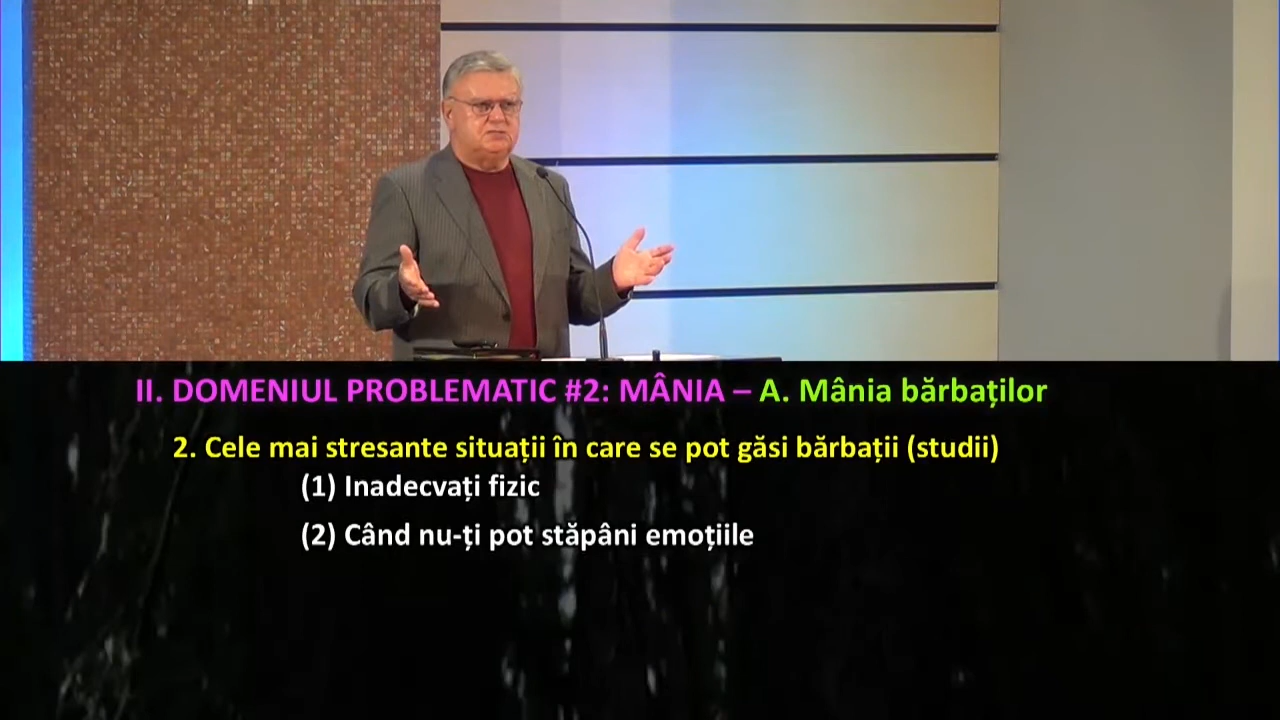 II. DOMENIUL PROBLEMATIC #2: MÂNIA – A. Mânia bărbaților
2. Cele mai stresante situații în care se pot găsi bărbații (studii)
(1) Inadecvați fizic
(2) Când nu-ți pot stăpâni emoțiile